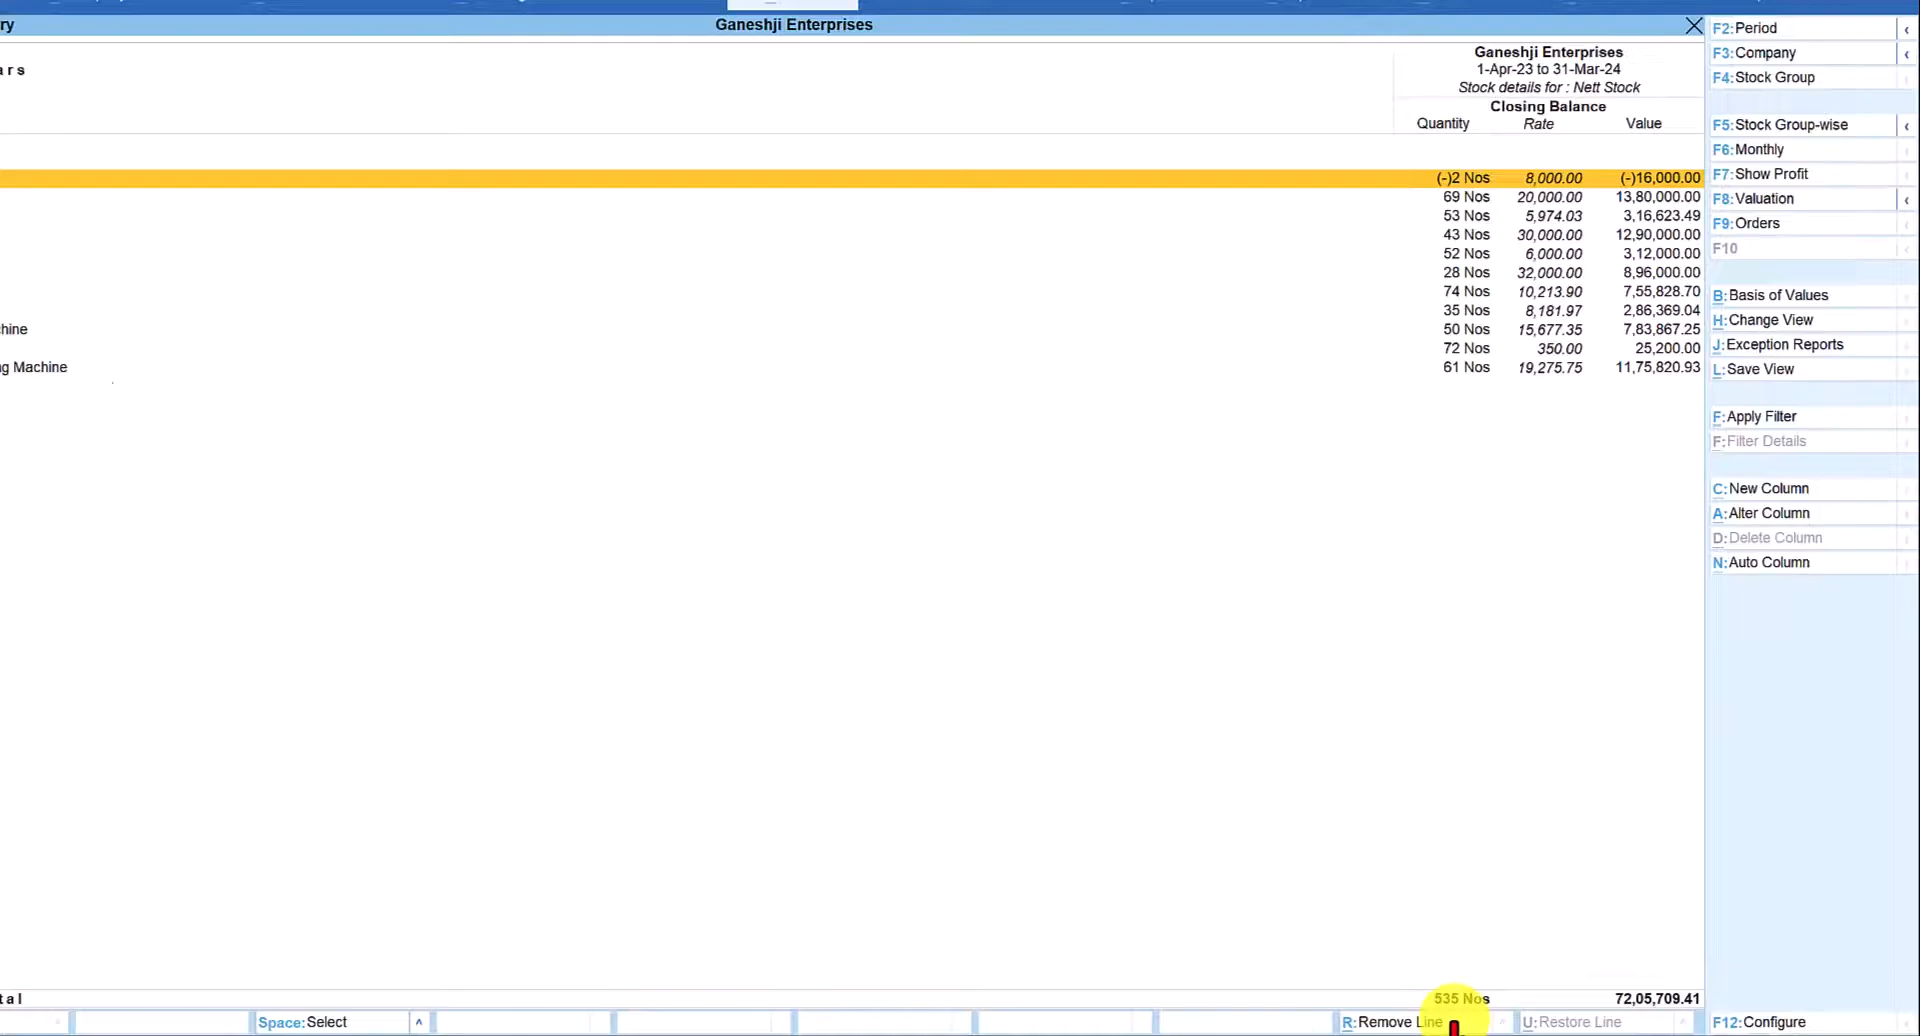 ry
Ganeshji Enterprises
ars
Ganeshji Enterprises
1-Apr-23 to 31-Mar-24
Stock details for : Nett Stock
Closing Balance
Quantity Rate Value
(-)2 Nos 8,000.00 (-)16,000.00
69 Nos 20,000.00 13,80,000.00
53 Nos 5,974.03 3,16,623.49
43 Nos 30,000.00 12,90,000.00
52 Nos 6,000.00 3,12,000.00
28 Nos 32,000.00 8,96,000.00
74 Nos 10,213.90 7,55,828.70
35 Nos 8,181.97 2,86,369.04
hine 50 Nos 15,677.35 7,83,867.25
72 Nos 350.00 25,200.00
g Machine 61 Nos 19,275.75 11,75,820.93
tal 535 Nos 72,05,709.41
Space:Select ^
R:Remove Line
U:Restore Line
F2:Period
F3:Company
F4:Stock Group
F5:Stock Group-wise
F6:Monthly
F7:Show Profit
F8:Valuation
F9:Orders
F10
B:Basis of Values
H:Change View
J:Exception Reports
L:Save View
F:Apply Filter
F:Filter Details
C:New Column
A:Alter Column
D:Delete Column
N:Auto Column
F12:Configure